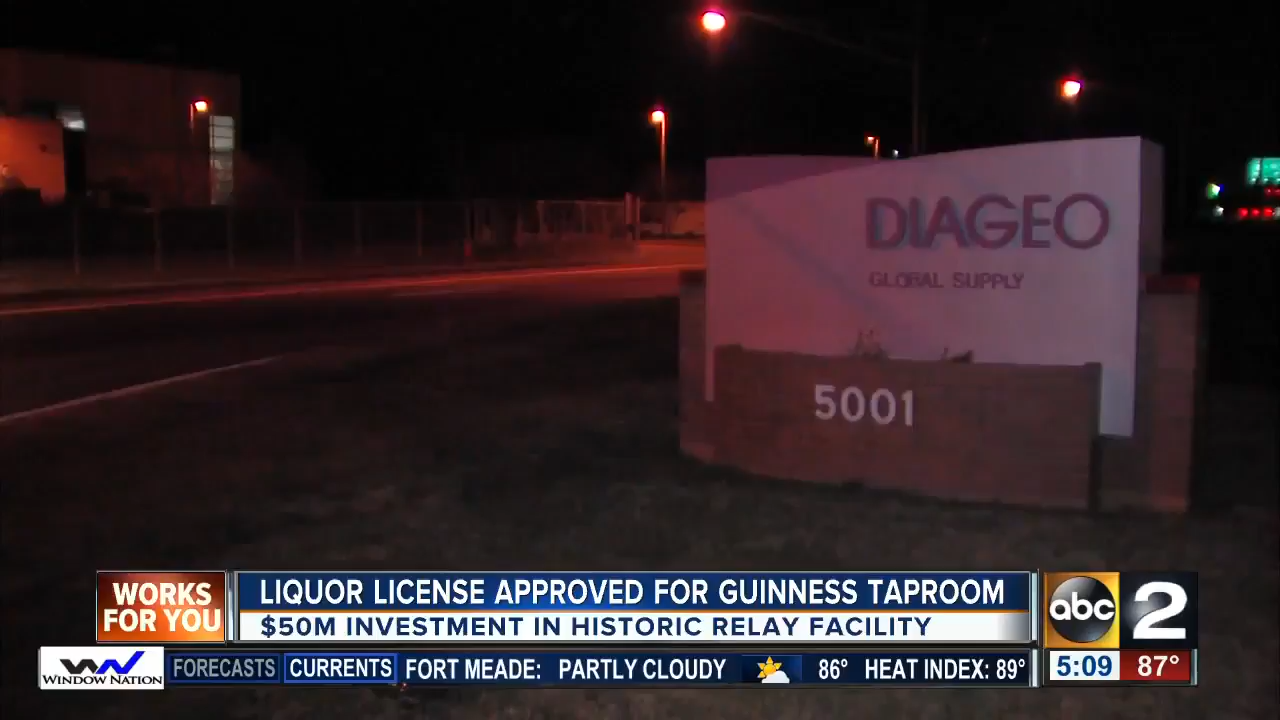 DIAGEO
GLOBAL SUPPLY
5001
WORKS
FOR YOU
LIQUOR LICENSE APPROVED FOR GUINNESS TAPROOM
$50M INVESTMENT IN HISTORIC RELAY FACILITY
abc 2
WINDOW NATION
FORECASTS CURRENTS FORT MEADE: PARTLY CLOUDY 86° HEAT INDEX: 89°
5:09 87°